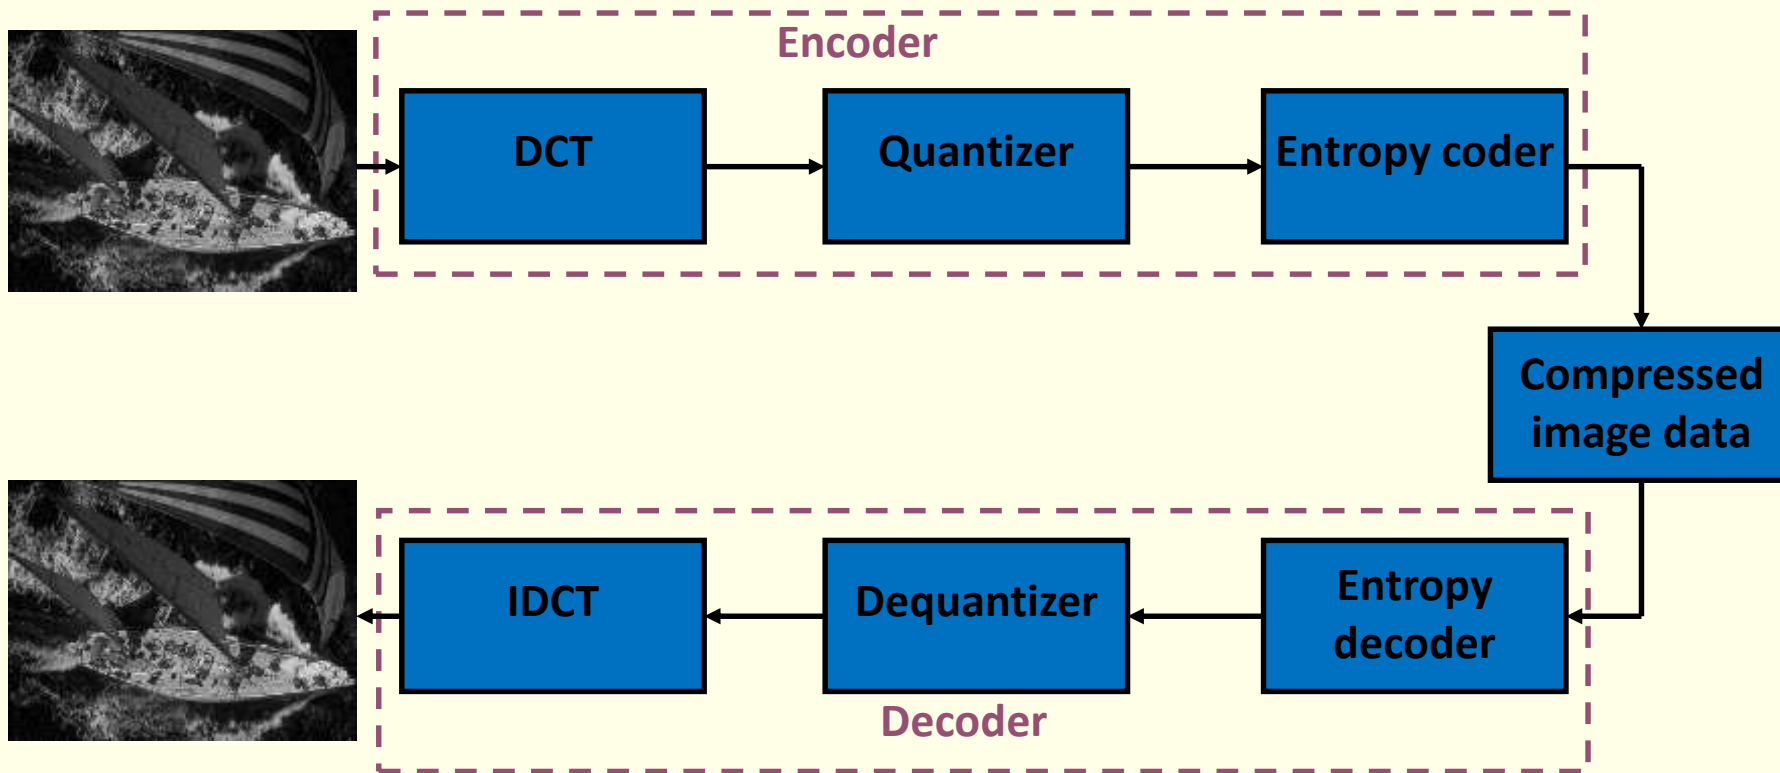 Encoder
DCT
Quantizer
Entropy coder
Compressed
image data
IDCT
Dequantizer
Entropy
decoder
Decoder